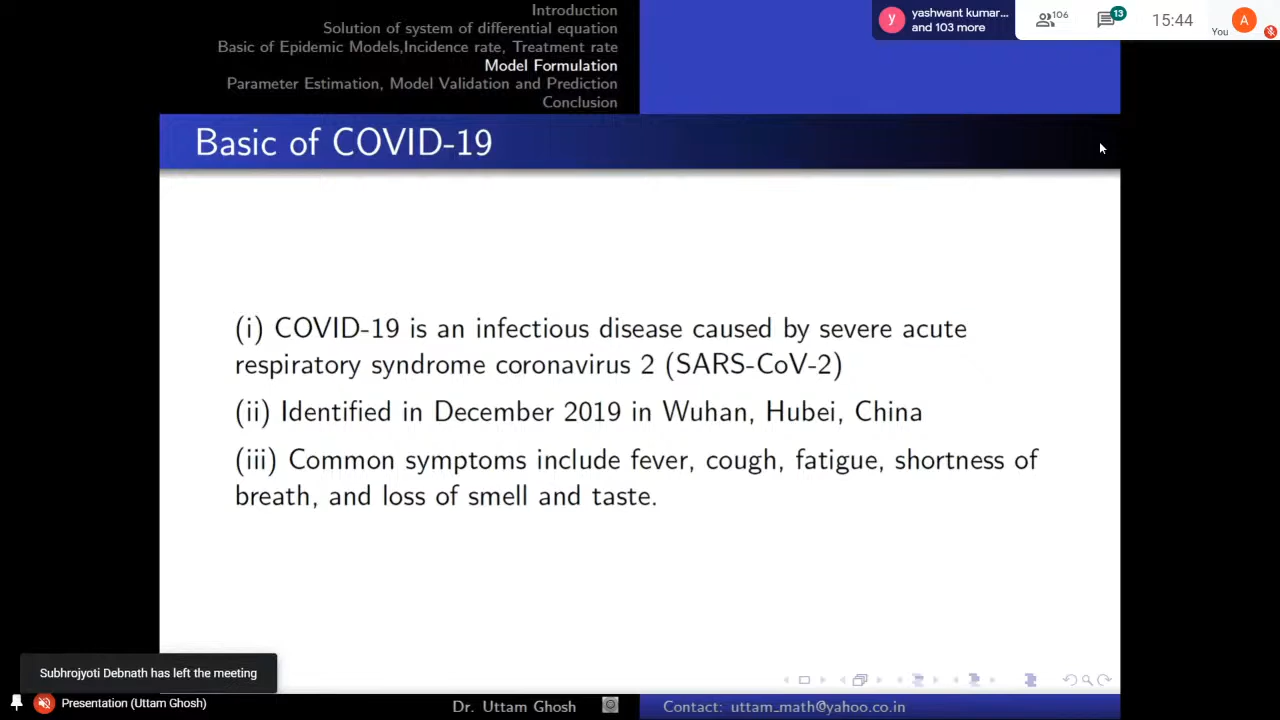 Introduction
Solution of system of differential equation
Basic of Epidemic Models,Incidence rate, Treatment rate
Model Formulation
Parameter Estimation, Model Validation and Prediction
Conclusion
yashwant kumar...
and 103 more
106
13
15:44
You
A
y
Basic of COVID-19
(i) COVID-19 is an infectious disease caused by severe acute
respiratory syndrome coronavirus 2 (SARS-CoV-2)
(ii) Identified in December 2019 in Wuhan, Hubei, China
(iii) Common symptoms include fever, cough, fatigue, shortness of
breath, and loss of smell and taste.
Subhrojyoti Debnath has left the meeting
Presentation (Uttam Ghosh)
Dr. Uttam Ghosh
Contact: uttam_math@yahoo.co.in